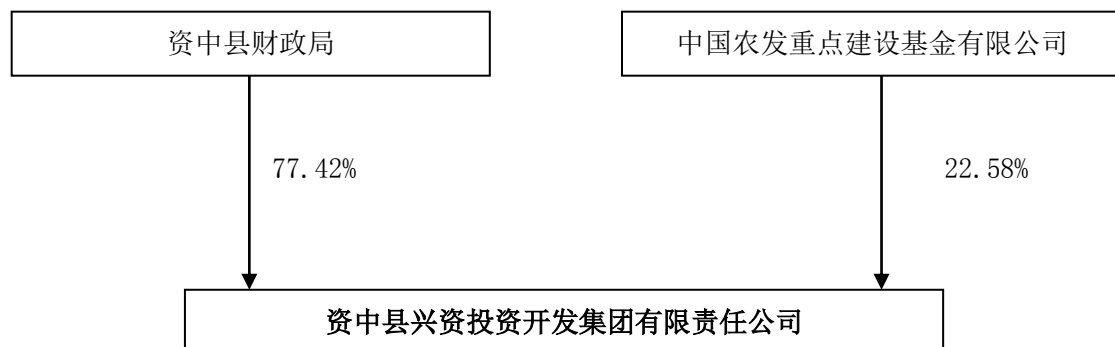 资中县财政局
中国农发重点建设基金有限公司
77.42%
22.58%
资中县兴资投资开发集团有限责任公司